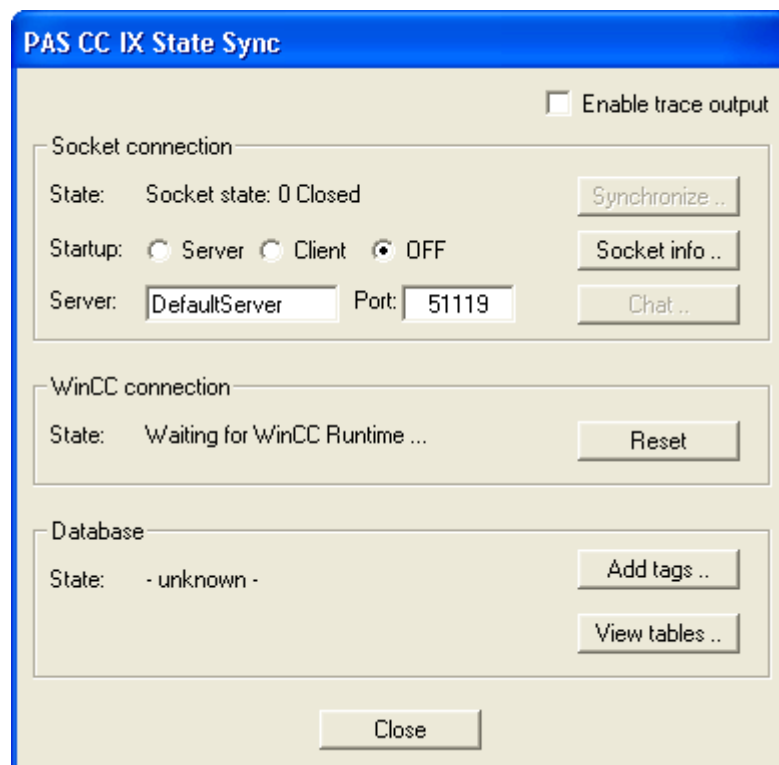 PAS CC IX State Sync
Enable trace output
Socket connection
State: Socket state: 0 Closed Synchronize ..
Startup: Server Client OFF Socket info ..
Server: DefaultServer Port: 51119 Chat ..
WinCC connection
State: Waiting for WinCC Runtime ... Reset
Database
State: - unknown - Add tags ..
View tables ..
Close